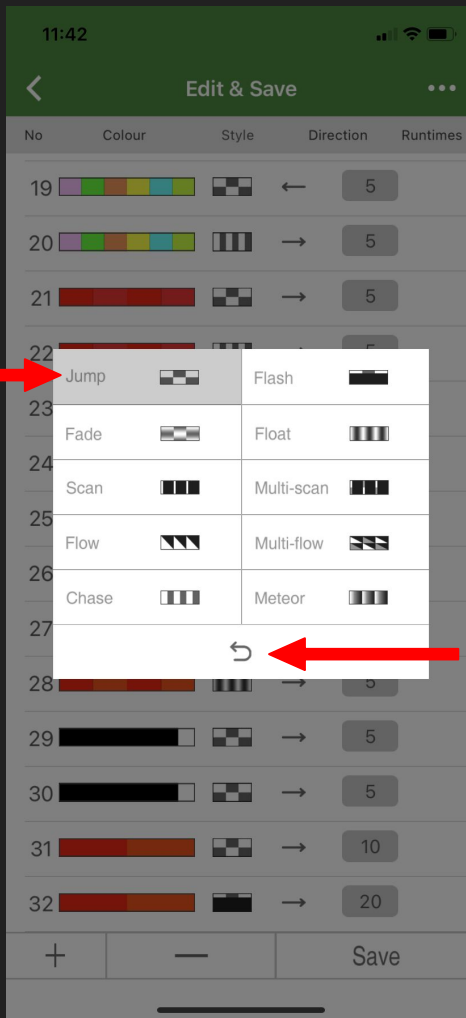 11:42
Edit & Save
No Colour Style Direction Runtimes
19 ← 5
20 → 5
21 → 5
22
Jump Flash
23
Fade Float
24
Scan Multi-scan
25
Flow Multi-flow
26
Chase Meteor
27
28 → 5
29 → 5
30 → 5
31 → 10
32 → 20
+ — Save